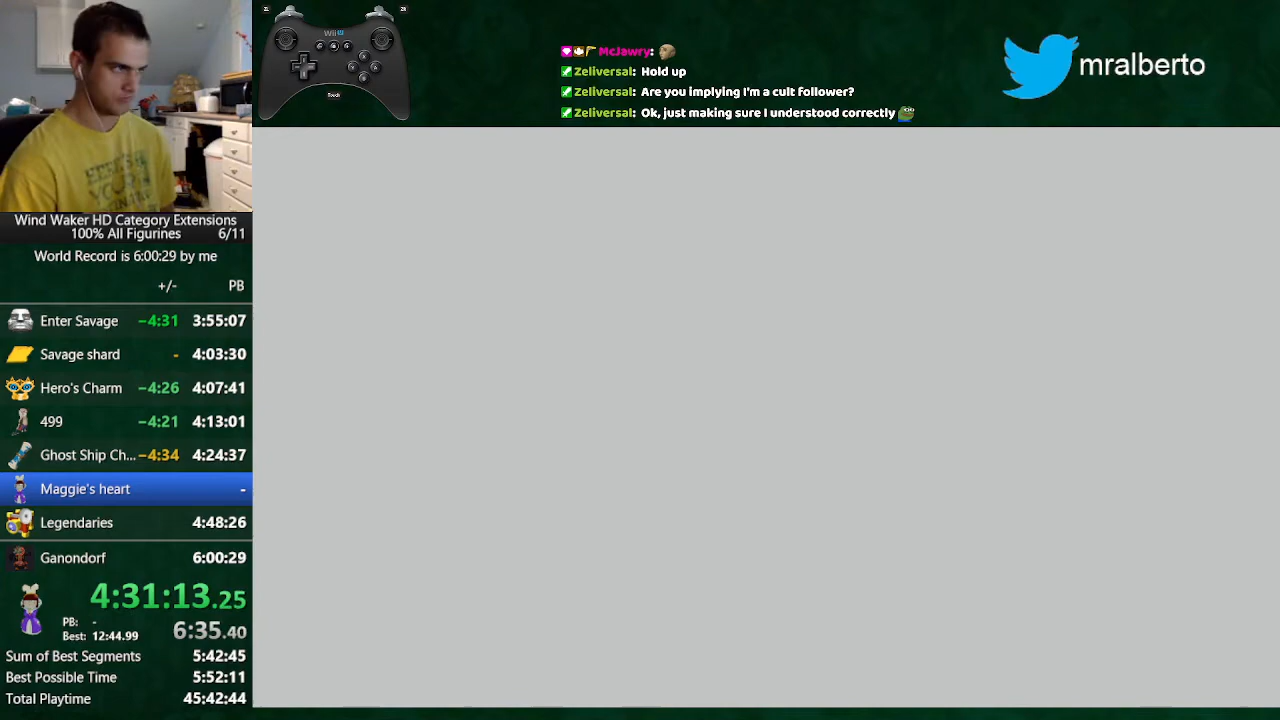 WiiU
ZL
ZR
Touch
McJawry:
Zeliversal: Hold up
Zeliversal: Are you implying I'm a cult follower?
Zeliversal: Ok, just making sure I understood correctly
mralberto
Wind Waker HD Category Extensions
100% All Figurines 6/11
World Record is 6:00:29 by me
+/- PB
Enter Savage −4:31 3:55:07
Savage shard - 4:03:30
Hero's Charm −4:26 4:07:41
499 −4:21 4:13:01
Ghost Ship Ch... −4:34 4:24:37
Maggie's heart -
Legendaries 4:48:26
Ganondorf 6:00:29
4:31:13.25
PB: -
Best: 12:44.99 6:35.40
Sum of Best Segments 5:42:45
Best Possible Time 5:52:11
Total Playtime 45:42:44